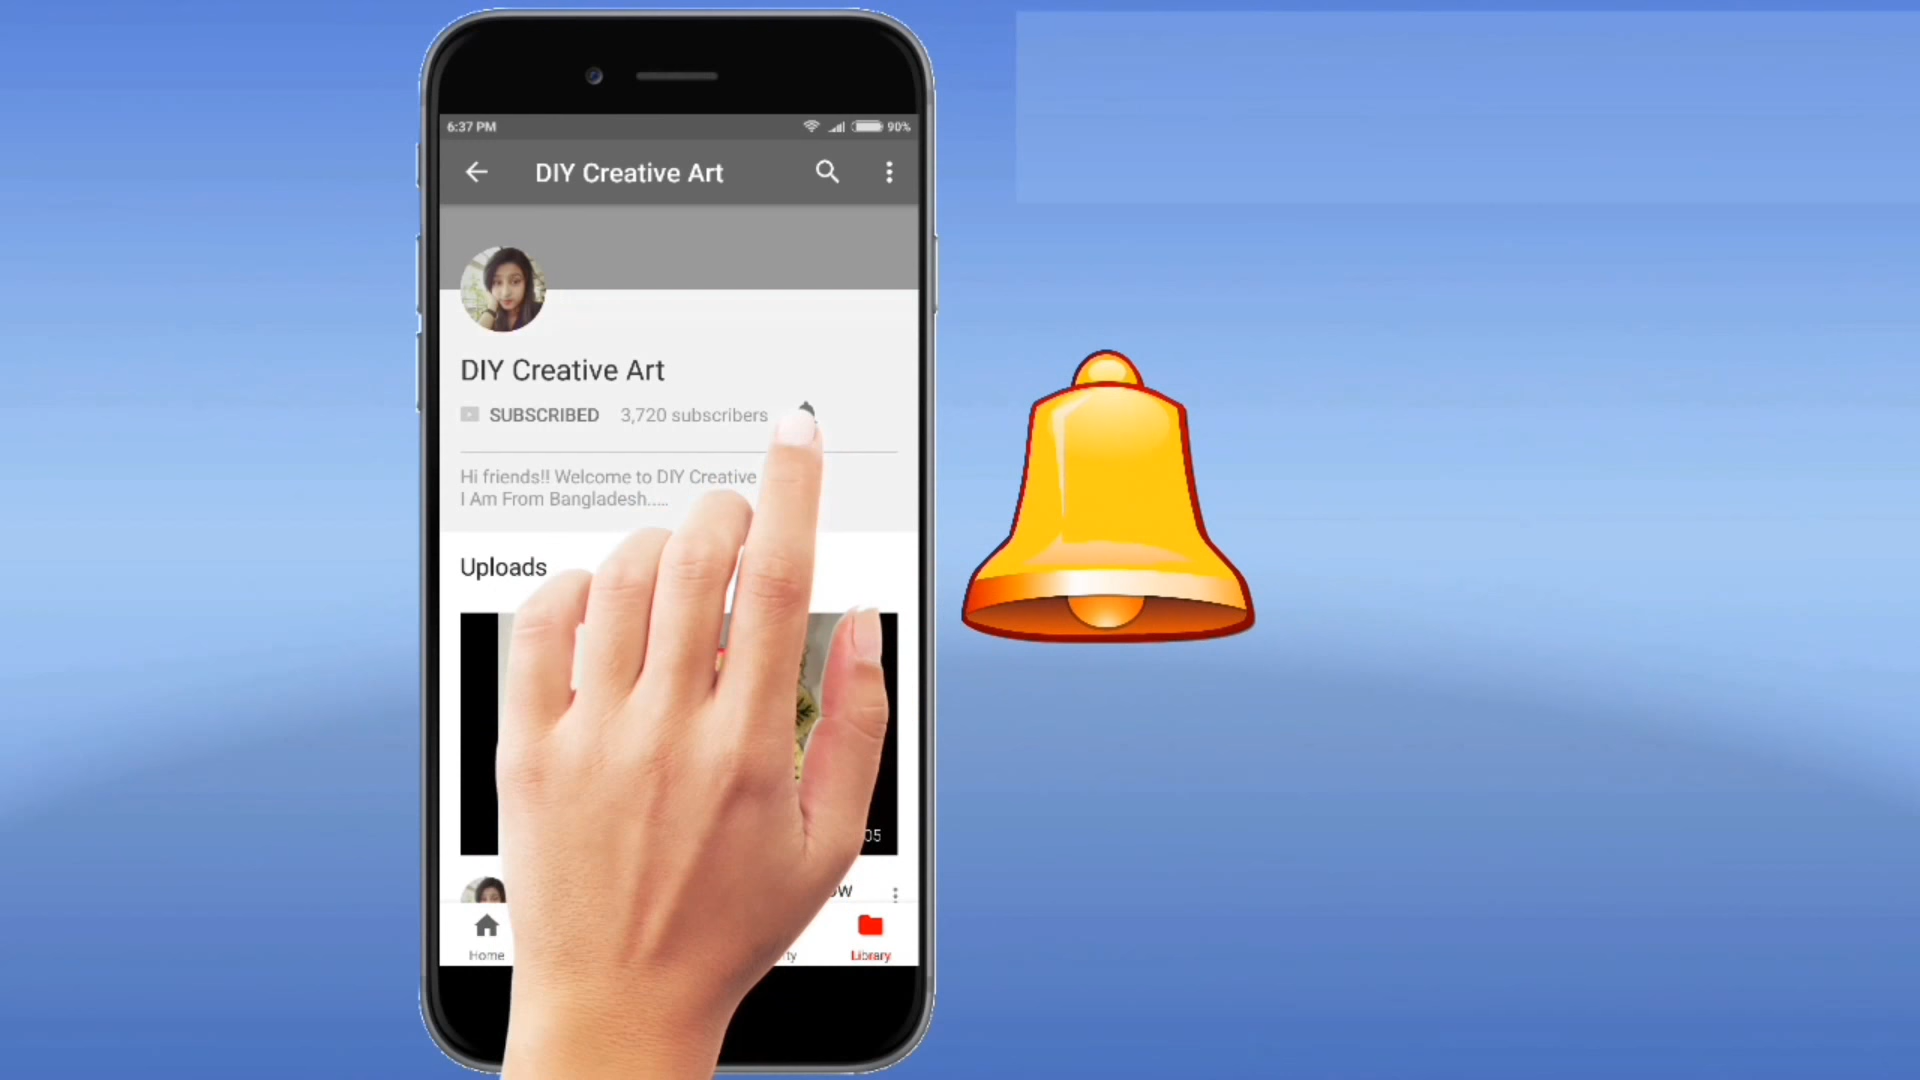 6:37 PM
90%
DIY Creative Art
DIY Creative Art
SUBSCRIBED 3,720 subscribers
Hi friends!! Welcome to DIY Creative
I Am From Bangladesh.....
Uploads
05
Home
Library